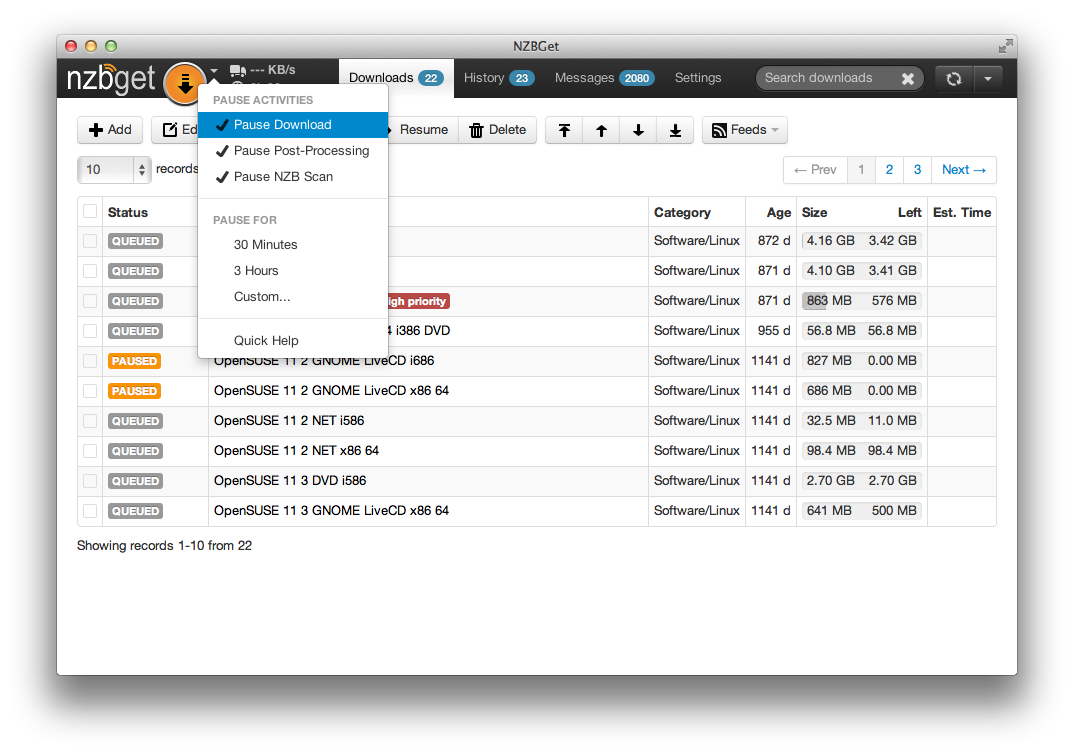 NZBGet
nzbget --- KB/s Downloads 22 History 23 Messages 2080 Settings Search downloads
PAUSE ACTIVITIES
Pause Download
Pause Post-Processing
Pause NZB Scan
PAUSE FOR
30 Minutes
3 Hours
Custom...
Quick Help
Add Resume Delete Feeds
10 records ← Prev 1 2 3 Next →
Status Category Age Size Left Est. Time
QUEUED Software/Linux 872 d 4.16 GB 3.42 GB
QUEUED Software/Linux 871 d 4.10 GB 3.41 GB
QUEUED priority Software/Linux 871 d 863 MB 576 MB
QUEUED i386 DVD Software/Linux 955 d 56.8 MB 56.8 MB
PAUSED OpenSUSE 11 2 GNOME LiveCD i686 Software/Linux 1141 d 827 MB 0.00 MB
PAUSED OpenSUSE 11 2 GNOME LiveCD x86 64 Software/Linux 1141 d 686 MB 0.00 MB
QUEUED OpenSUSE 11 2 NET i586 Software/Linux 1141 d 32.5 MB 11.0 MB
QUEUED OpenSUSE 11 2 NET x86 64 Software/Linux 1141 d 98.4 MB 98.4 MB
QUEUED OpenSUSE 11 3 DVD i586 Software/Linux 1141 d 2.70 GB 2.70 GB
QUEUED OpenSUSE 11 3 GNOME LiveCD x86 64 Software/Linux 1141 d 641 MB 500 MB
Showing records 1-10 from 22